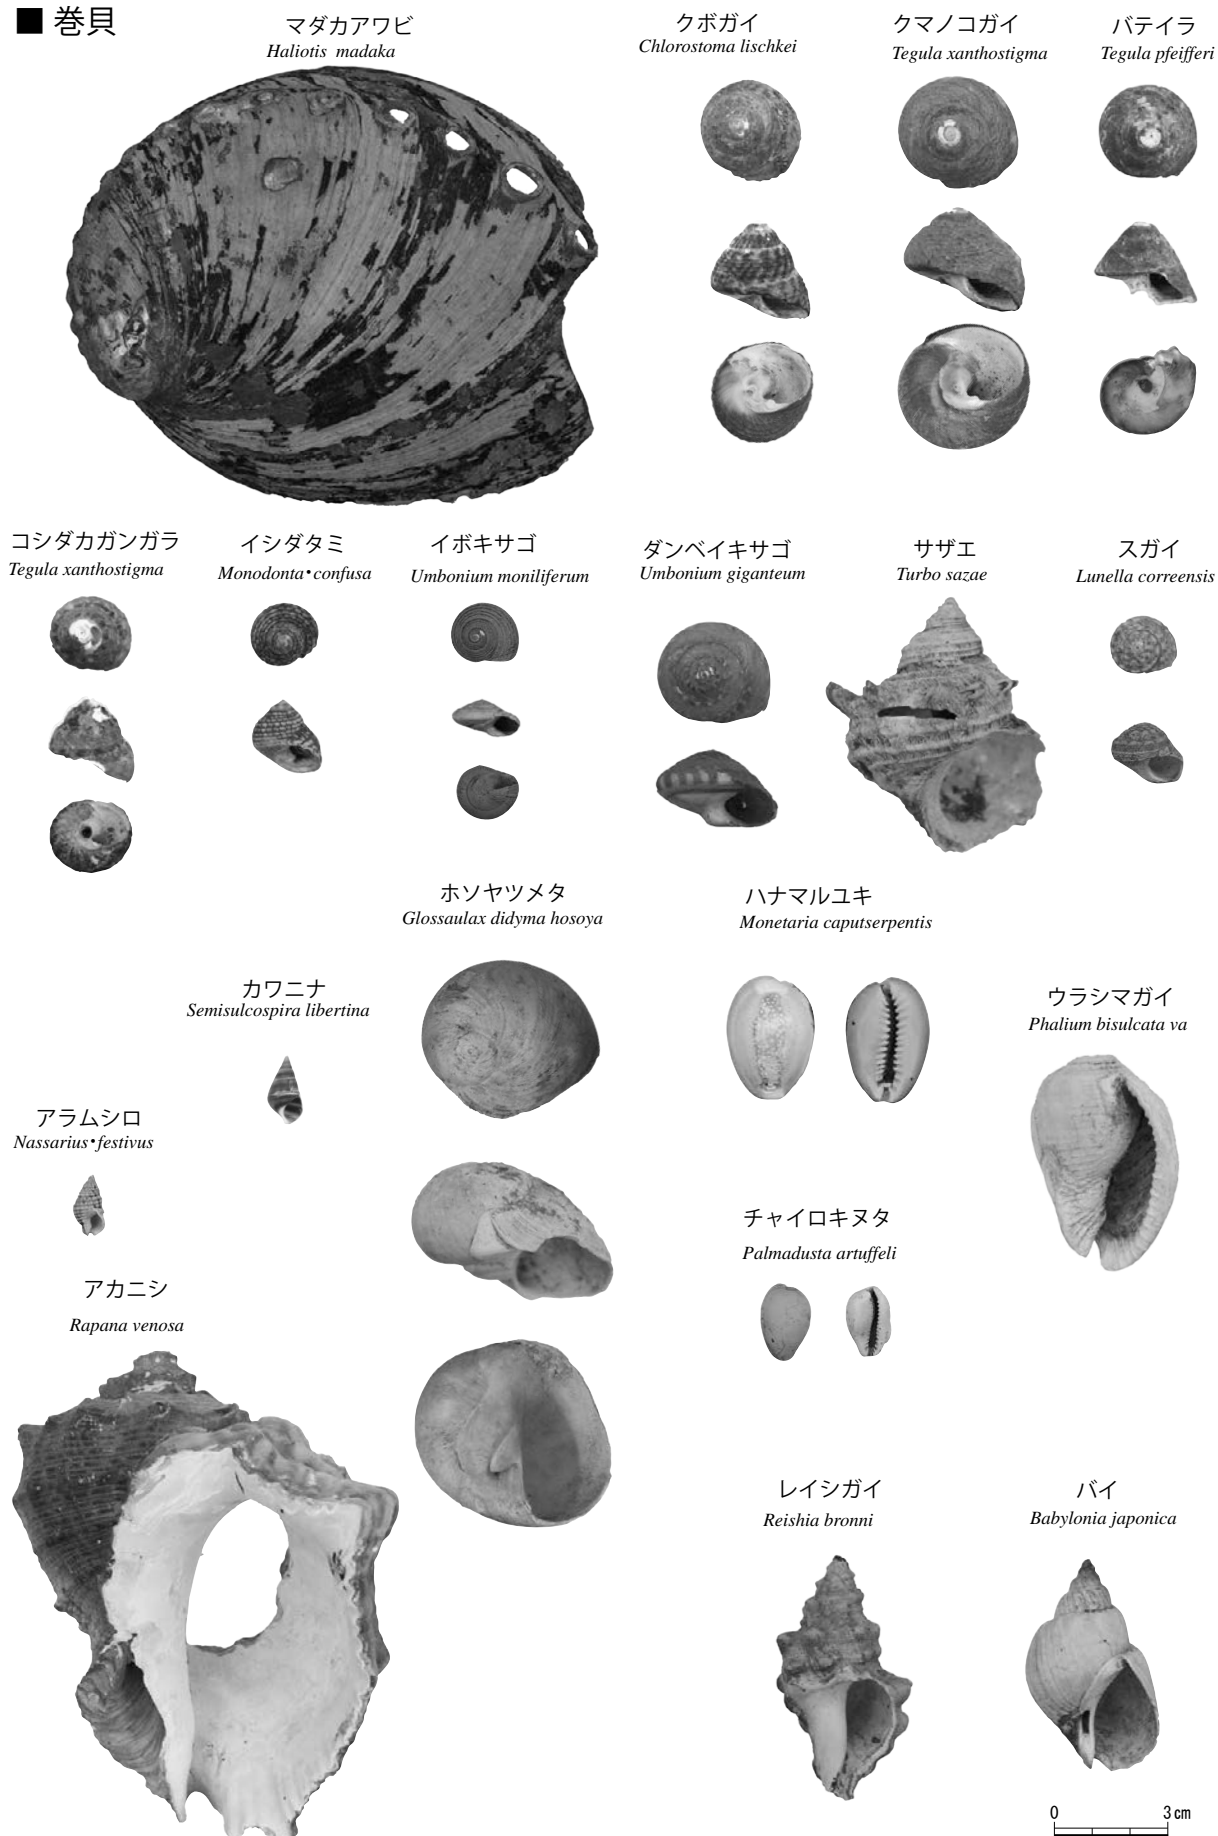 ■ 巻貝
マダカアワビ
Haliotis madaka
クボガイ
Chlorostoma lischkei
クマノコガイ
Tegula xanthostigma
バテイラ
Tegula pfeifferi
コシダカガンガラ
Tegula xanthostigma
イシダタミ
Monodonta•confusa
イボキサゴ
Umbonium moniliferum
ダンベイキサゴ
Umbonium giganteum
サザエ
Turbo sazae
スガイ
Lunella correensis
ホソヤツメタ
Glossaulax didyma hosoya
ハナマルユキ
Monetaria caputserpentis
カワニナ
Semisulcospira libertina
ウラシマガイ
Phalium bisulcata va
アラムシロ
Nassarius•festivus
チャイロキヌタ
Palmadusta artuffeli
アカニシ
Rapana venosa
レイシガイ
Reishia bronni
バイ
Babylonia japonica
0 3 cm